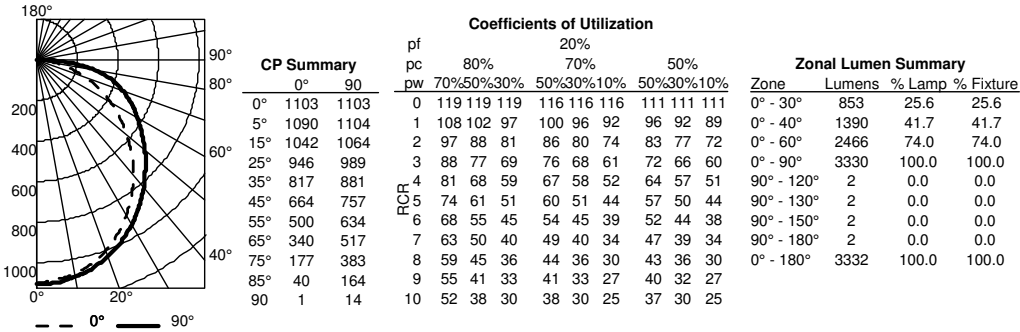 180°
90°
80°
60°
40°
20°
0°
200
400
600
800
1000
0° 90°
CP Summary
0° 90
0° 1103 1103
5° 1090 1104
15° 1042 1064
25° 946 989
35° 817 881
45° 664 757
55° 500 634
65° 340 517
75° 177 383
85° 40 164
90 1 14
Coefficients of Utilization
pf 20%
pc 80% 70% 50%
pw 70%50%30% 50%30%10% 50%30%10%
RCR
0 119 119 119 116 116 116 111 111 111
1 108 102 97 100 96 92 96 92 89
2 97 88 81 86 80 74 83 77 72
3 88 77 69 76 68 61 72 66 60
4 81 68 59 67 58 52 64 57 51
5 74 61 51 60 51 44 57 50 44
6 68 55 45 54 45 39 52 44 38
7 63 50 40 49 40 34 47 39 34
8 59 45 36 44 36 30 43 36 30
9 55 41 33 41 33 27 40 32 27
10 52 38 30 38 30 25 37 30 25
Zonal Lumen Summary
Zone Lumens % Lamp % Fixture
0° - 30° 853 25.6 25.6
0° - 40° 1390 41.7 41.7
0° - 60° 2466 74.0 74.0
0° - 90° 3330 100.0 100.0
90° - 120° 2 0.0 0.0
90° - 130° 2 0.0 0.0
90° - 150° 2 0.0 0.0
90° - 180° 2 0.0 0.0
0° - 180° 3332 100.0 100.0